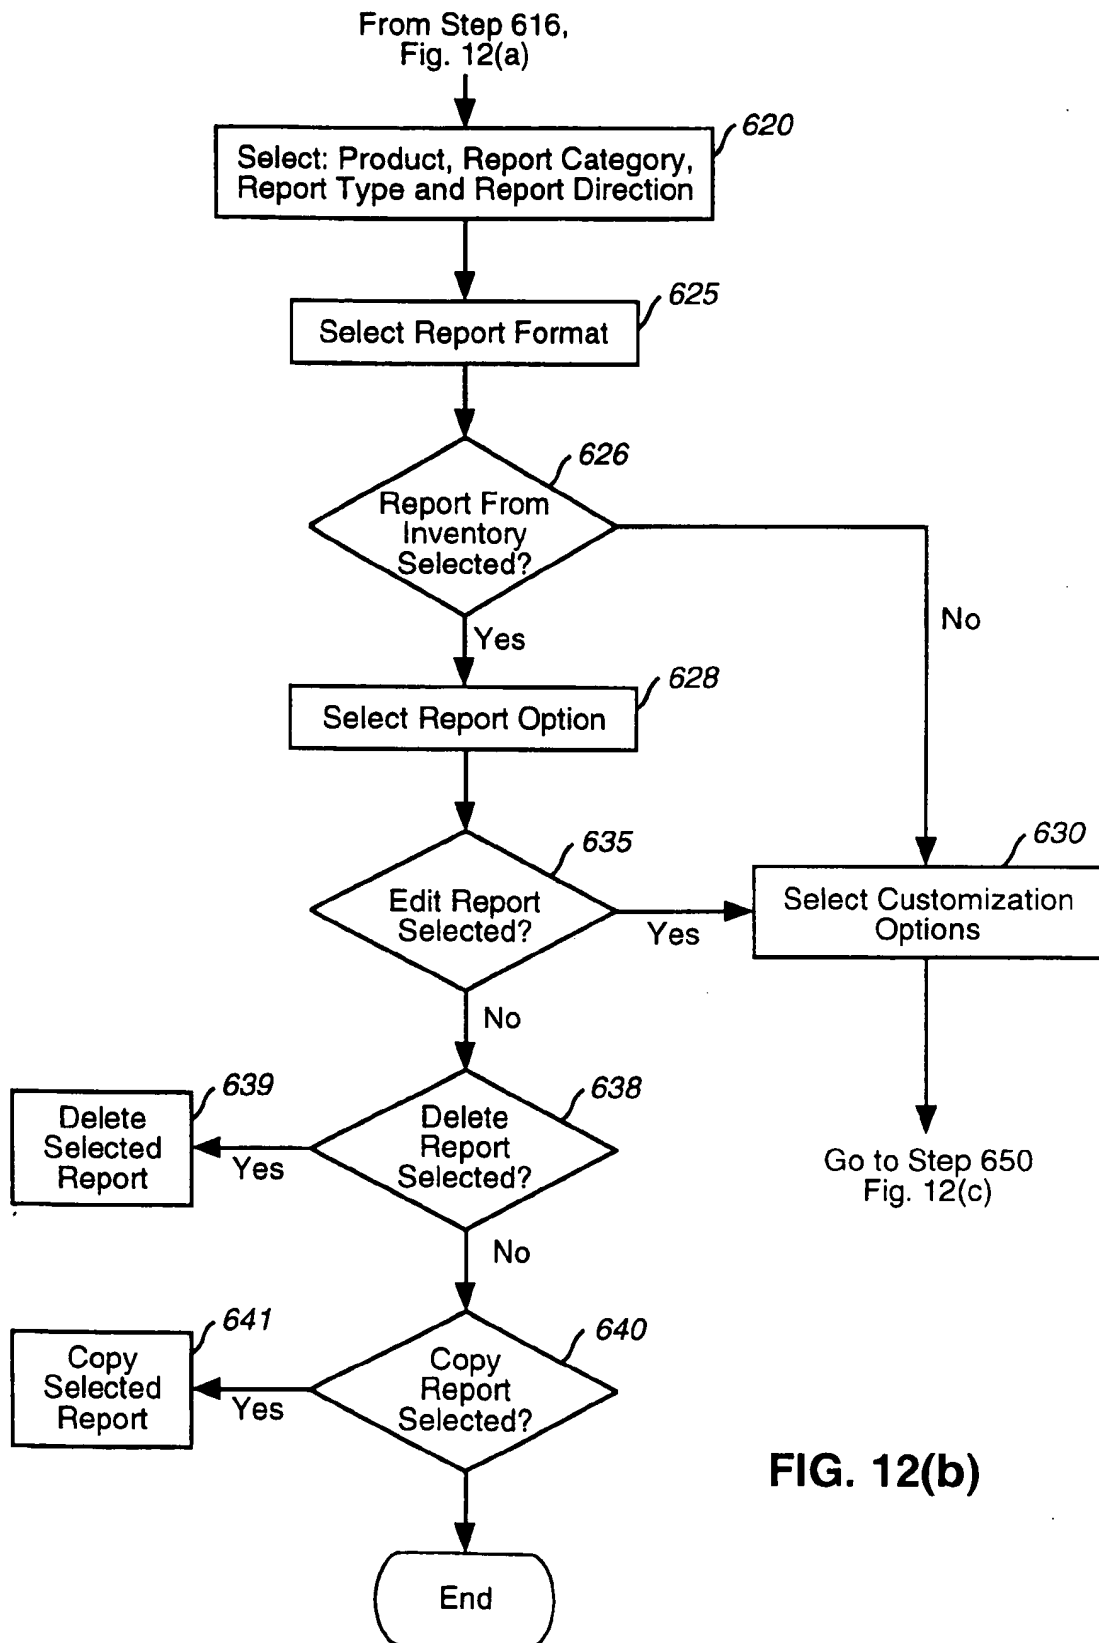 From Step 616,
Fig. 12(a)
620
Select: Product, Report Category,
Report Type and Report Direction
625
Select Report Format
626
Report From
Inventory
Selected?
No
Yes
628
Select Report Option
635
Edit Report
Selected?
Yes
630
Select Customization
Options
No
639
Delete
Selected
Report
Yes
638
Delete
Report
Selected?
Go to Step 650
Fig. 12(c)
No
641
Copy
Selected
Report
Yes
640
Copy
Report
Selected?
FIG. 12(b)
End